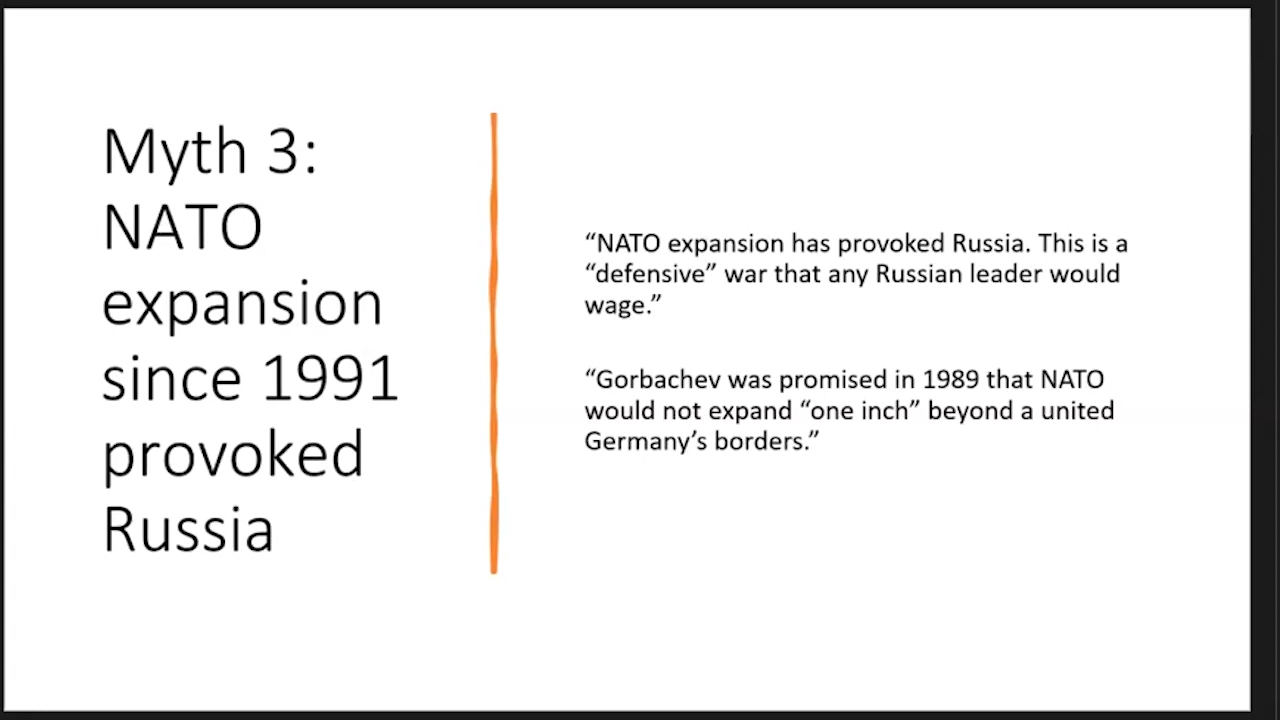 Myth 3:
NATO
expansion
since 1991
provoked
Russia
“NATO expansion has provoked Russia. This is a
“defensive” war that any Russian leader would
wage.”
“Gorbachev was promised in 1989 that NATO
would not expand “one inch” beyond a united
Germany’s borders.”